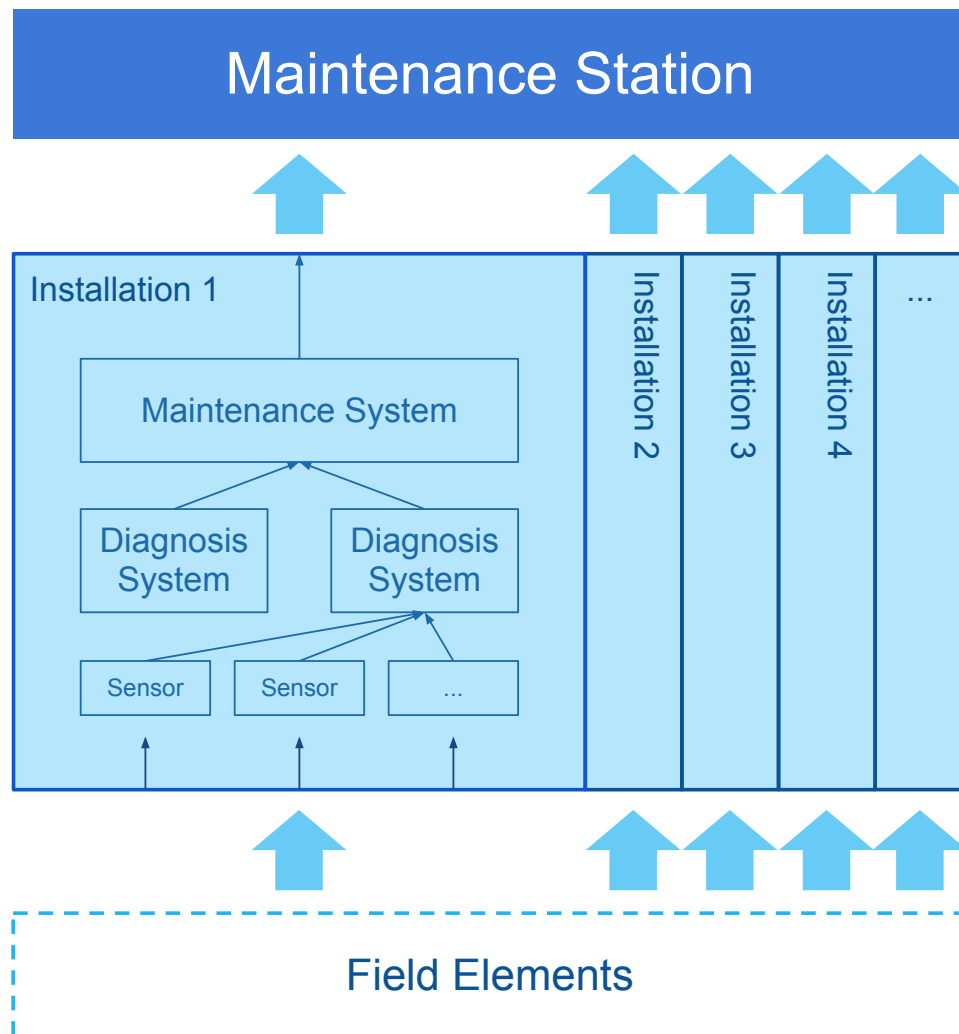 Maintenance Station
Installation 1
Installation 2
Installation 3
Installation 4
...
Maintenance System
Diagnosis
System
Diagnosis
System
Sensor
Sensor
...
Field Elements